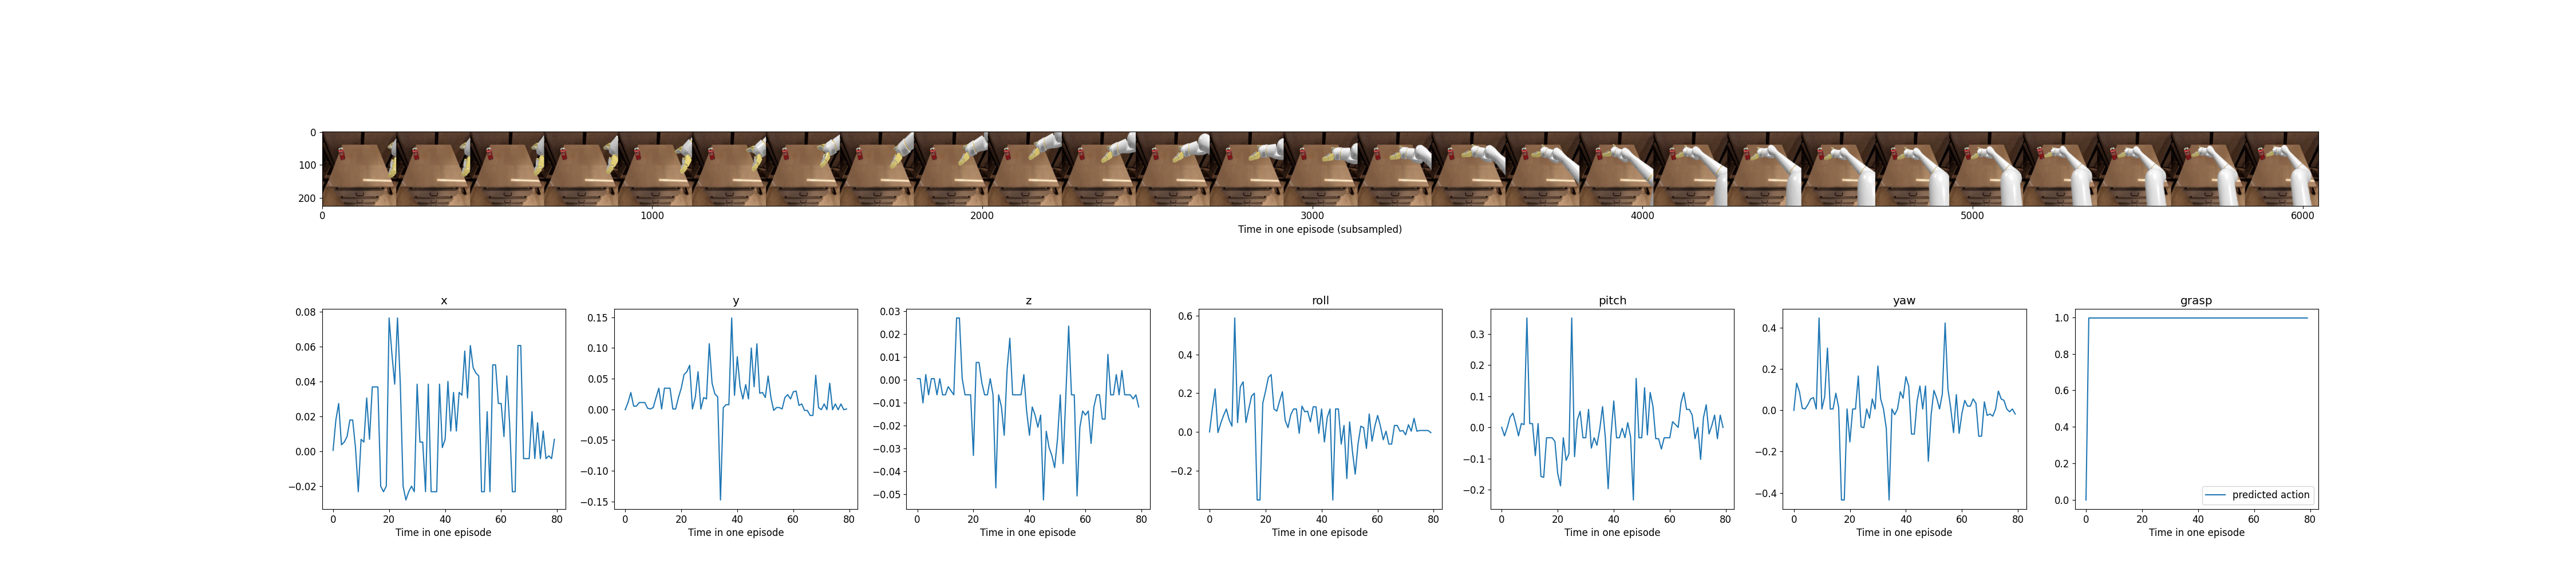 0
100
200
0 1000 2000 3000 4000 5000 6000
Time in one episode (subsampled)
x
0.08
0.06
0.04
0.02
0.00
−0.02
0 20 40 60 80
Time in one episode
y
0.15
0.10
0.05
0.00
−0.05
−0.10
−0.15
0 20 40 60 80
Time in one episode
z
0.03
0.02
0.01
0.00
−0.01
−0.02
−0.03
−0.04
−0.05
0 20 40 60 80
Time in one episode
roll
0.6
0.4
0.2
0.0
−0.2
0 20 40 60 80
Time in one episode
pitch
0.3
0.2
0.1
0.0
−0.1
−0.2
0 20 40 60 80
Time in one episode
yaw
0.4
0.2
0.0
−0.2
−0.4
0 20 40 60 80
Time in one episode
grasp
1.0
0.8
0.6
0.4
0.2
0.0
predicted action
0 20 40 60 80
Time in one episode